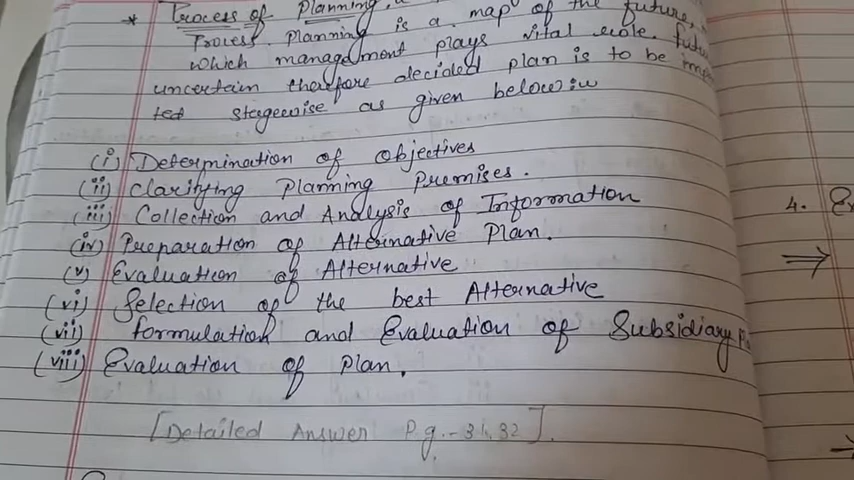 * Process of Planning
Process. Planning is a map of the future,
which management plays vital role. futu
uncertain therefore decided plan is to be imple
ted stagewise as given below:-
(i) Determination of objectives
(ii) Clarifying Planning Premises.
(iii) Collection and Analysis of Information
(iv) Preparation of Alternative Plan.
(v) Evaluation of Alternative
(vi) Selection of the best Alternative
(vii) formulation and Evaluation of Subsidiary
(viii) Evaluation of Plan.
[Detailed Answer Pg.-31,32].
4.
⇒